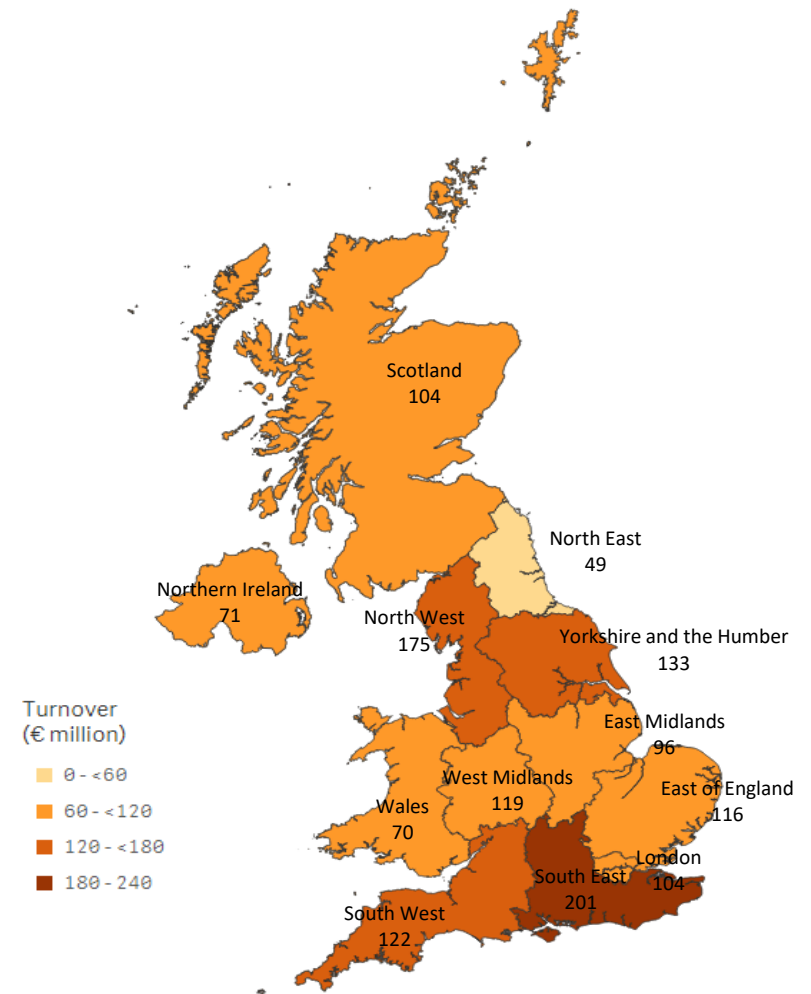 Scotland
104
North East
49
Northern Ireland
71
North West
175
Yorkshire and the Humber
133
Turnover
(€ million)
0-<60
60-<120
120-<180
180-240
East Midlands
96
West Midlands
119
East of England
116
Wales
70
London
104
South East
201
South West
122